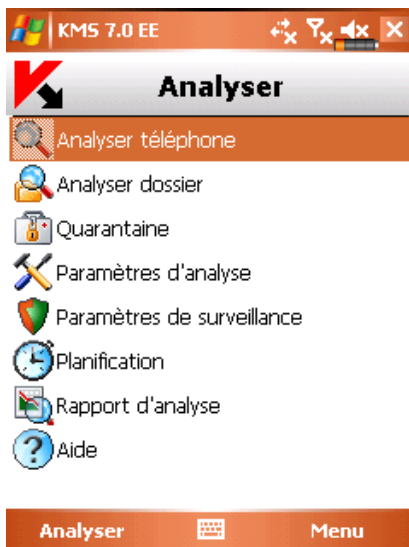 KMS 7.0 EE
Analyser
Analyser téléphone
Analyser dossier
Quarantaine
Paramètres d'analyse
Paramètres de surveillance
Planification
Rapport d'analyse
Aide
Analyser Menu